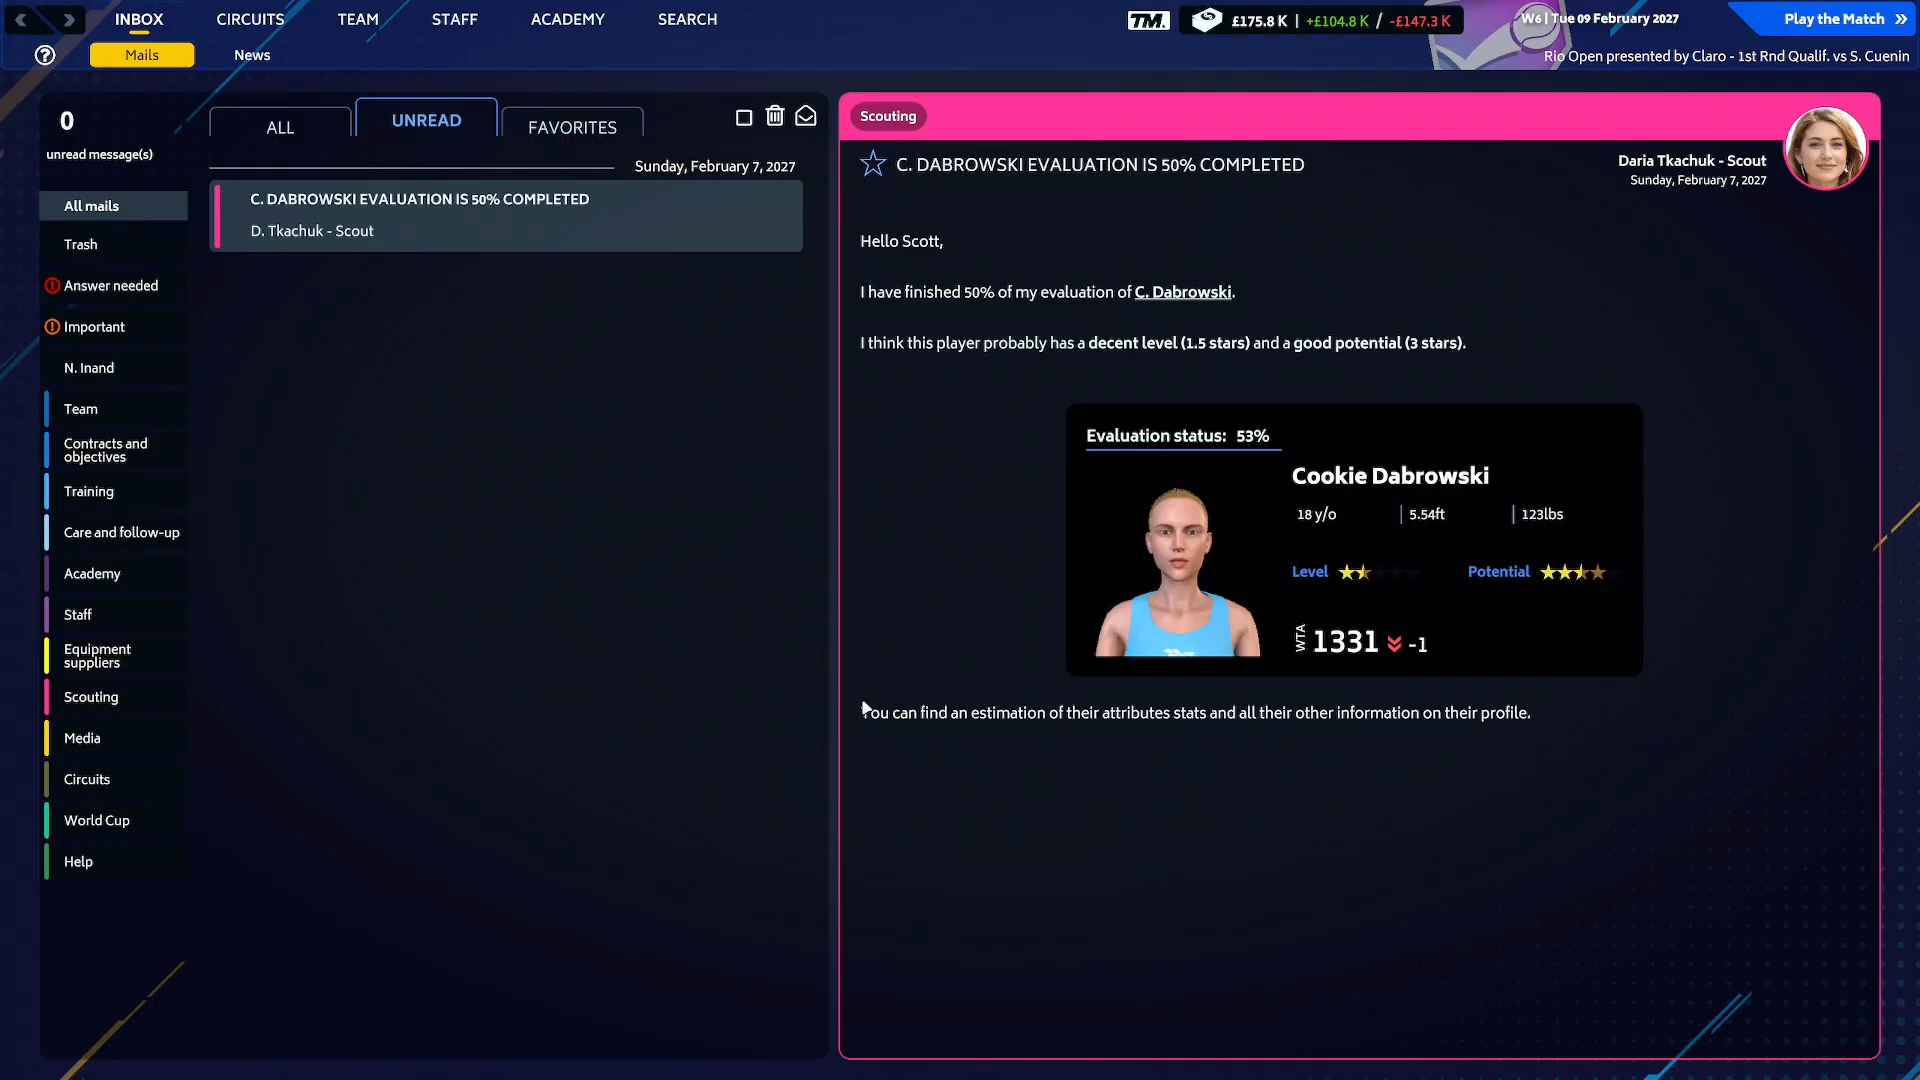 INBOX
CIRCUITS
TEAM
STAFF
ACADEMY
SEARCH
TM.
£175.8 K | +£104.8 K / -£147.3 K
W6 | Tue 09 February 2027
Play the Match
Mails
News
Rio Open presented by Claro - 1st Rnd Qualif. vs S. Cuenin
0
unread message(s)
All mails
Trash
Answer needed
Important
N. Inand
Team
Contracts and
objectives
Training
Care and follow-up
Academy
Staff
Equipment
suppliers
Scouting
Media
Circuits
World Cup
Help
ALL
UNREAD
FAVORITES
Sunday, February 7, 2027
C. DABROWSKI EVALUATION IS 50% COMPLETED
D. Tkachuk - Scout
Scouting
C. DABROWSKI EVALUATION IS 50% COMPLETED
Daria Tkachuk - Scout
Sunday, February 7, 2027
Hello Scott,
I have finished 50% of my evaluation of C. Dabrowski.
I think this player probably has a decent level (1.5 stars) and a good potential (3 stars).
Evaluation status: 53%
Cookie Dabrowski
18 y/o | 5.54ft | 123lbs
Level
Potential
WTA 1331 -1
You can find an estimation of their attributes stats and all their other information on their profile.